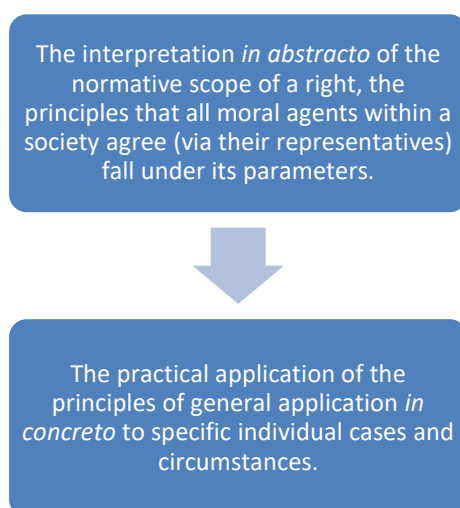 The interpretation in abstracto of the
normative scope of a right, the
principles that all moral agents within a
society agree (via their representatives)
fall under its parameters.
The practical application of the
principles of general application in
concreto to specific individual cases and
circumstances.